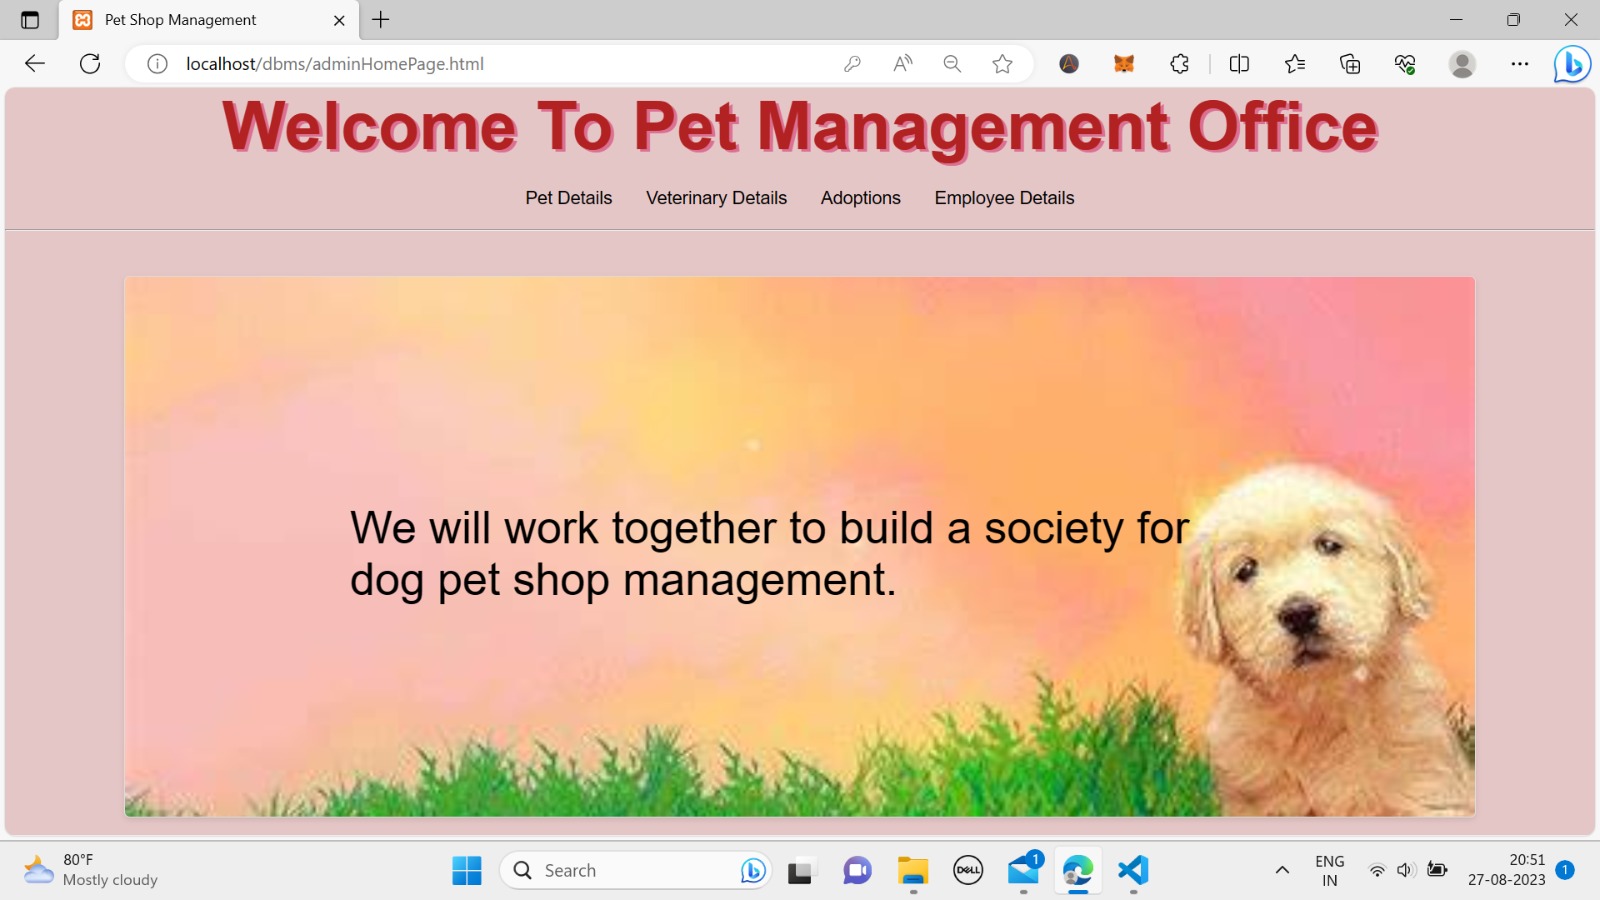 Pet Shop Management
localhost/dbms/adminHomePage.html
Welcome To Pet Management Office
Pet Details Veterinary Details Adoptions Employee Details
We will work together to build a society for
dog pet shop management.
80°F
Mostly cloudy
Search
DELL
1
ENG
IN
20:51
27-08-2023
1